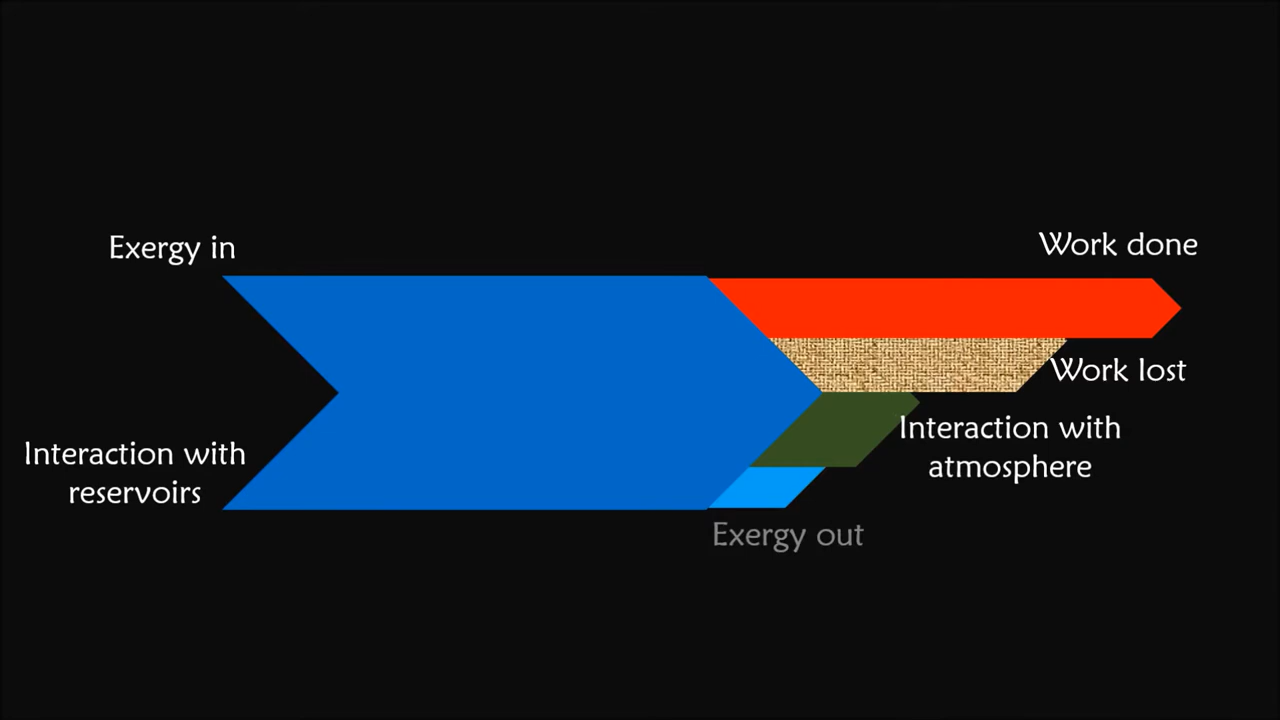 Exergy in
Work done
Work lost
Interaction with
atmosphere
Interaction with
reservoirs
Exergy out